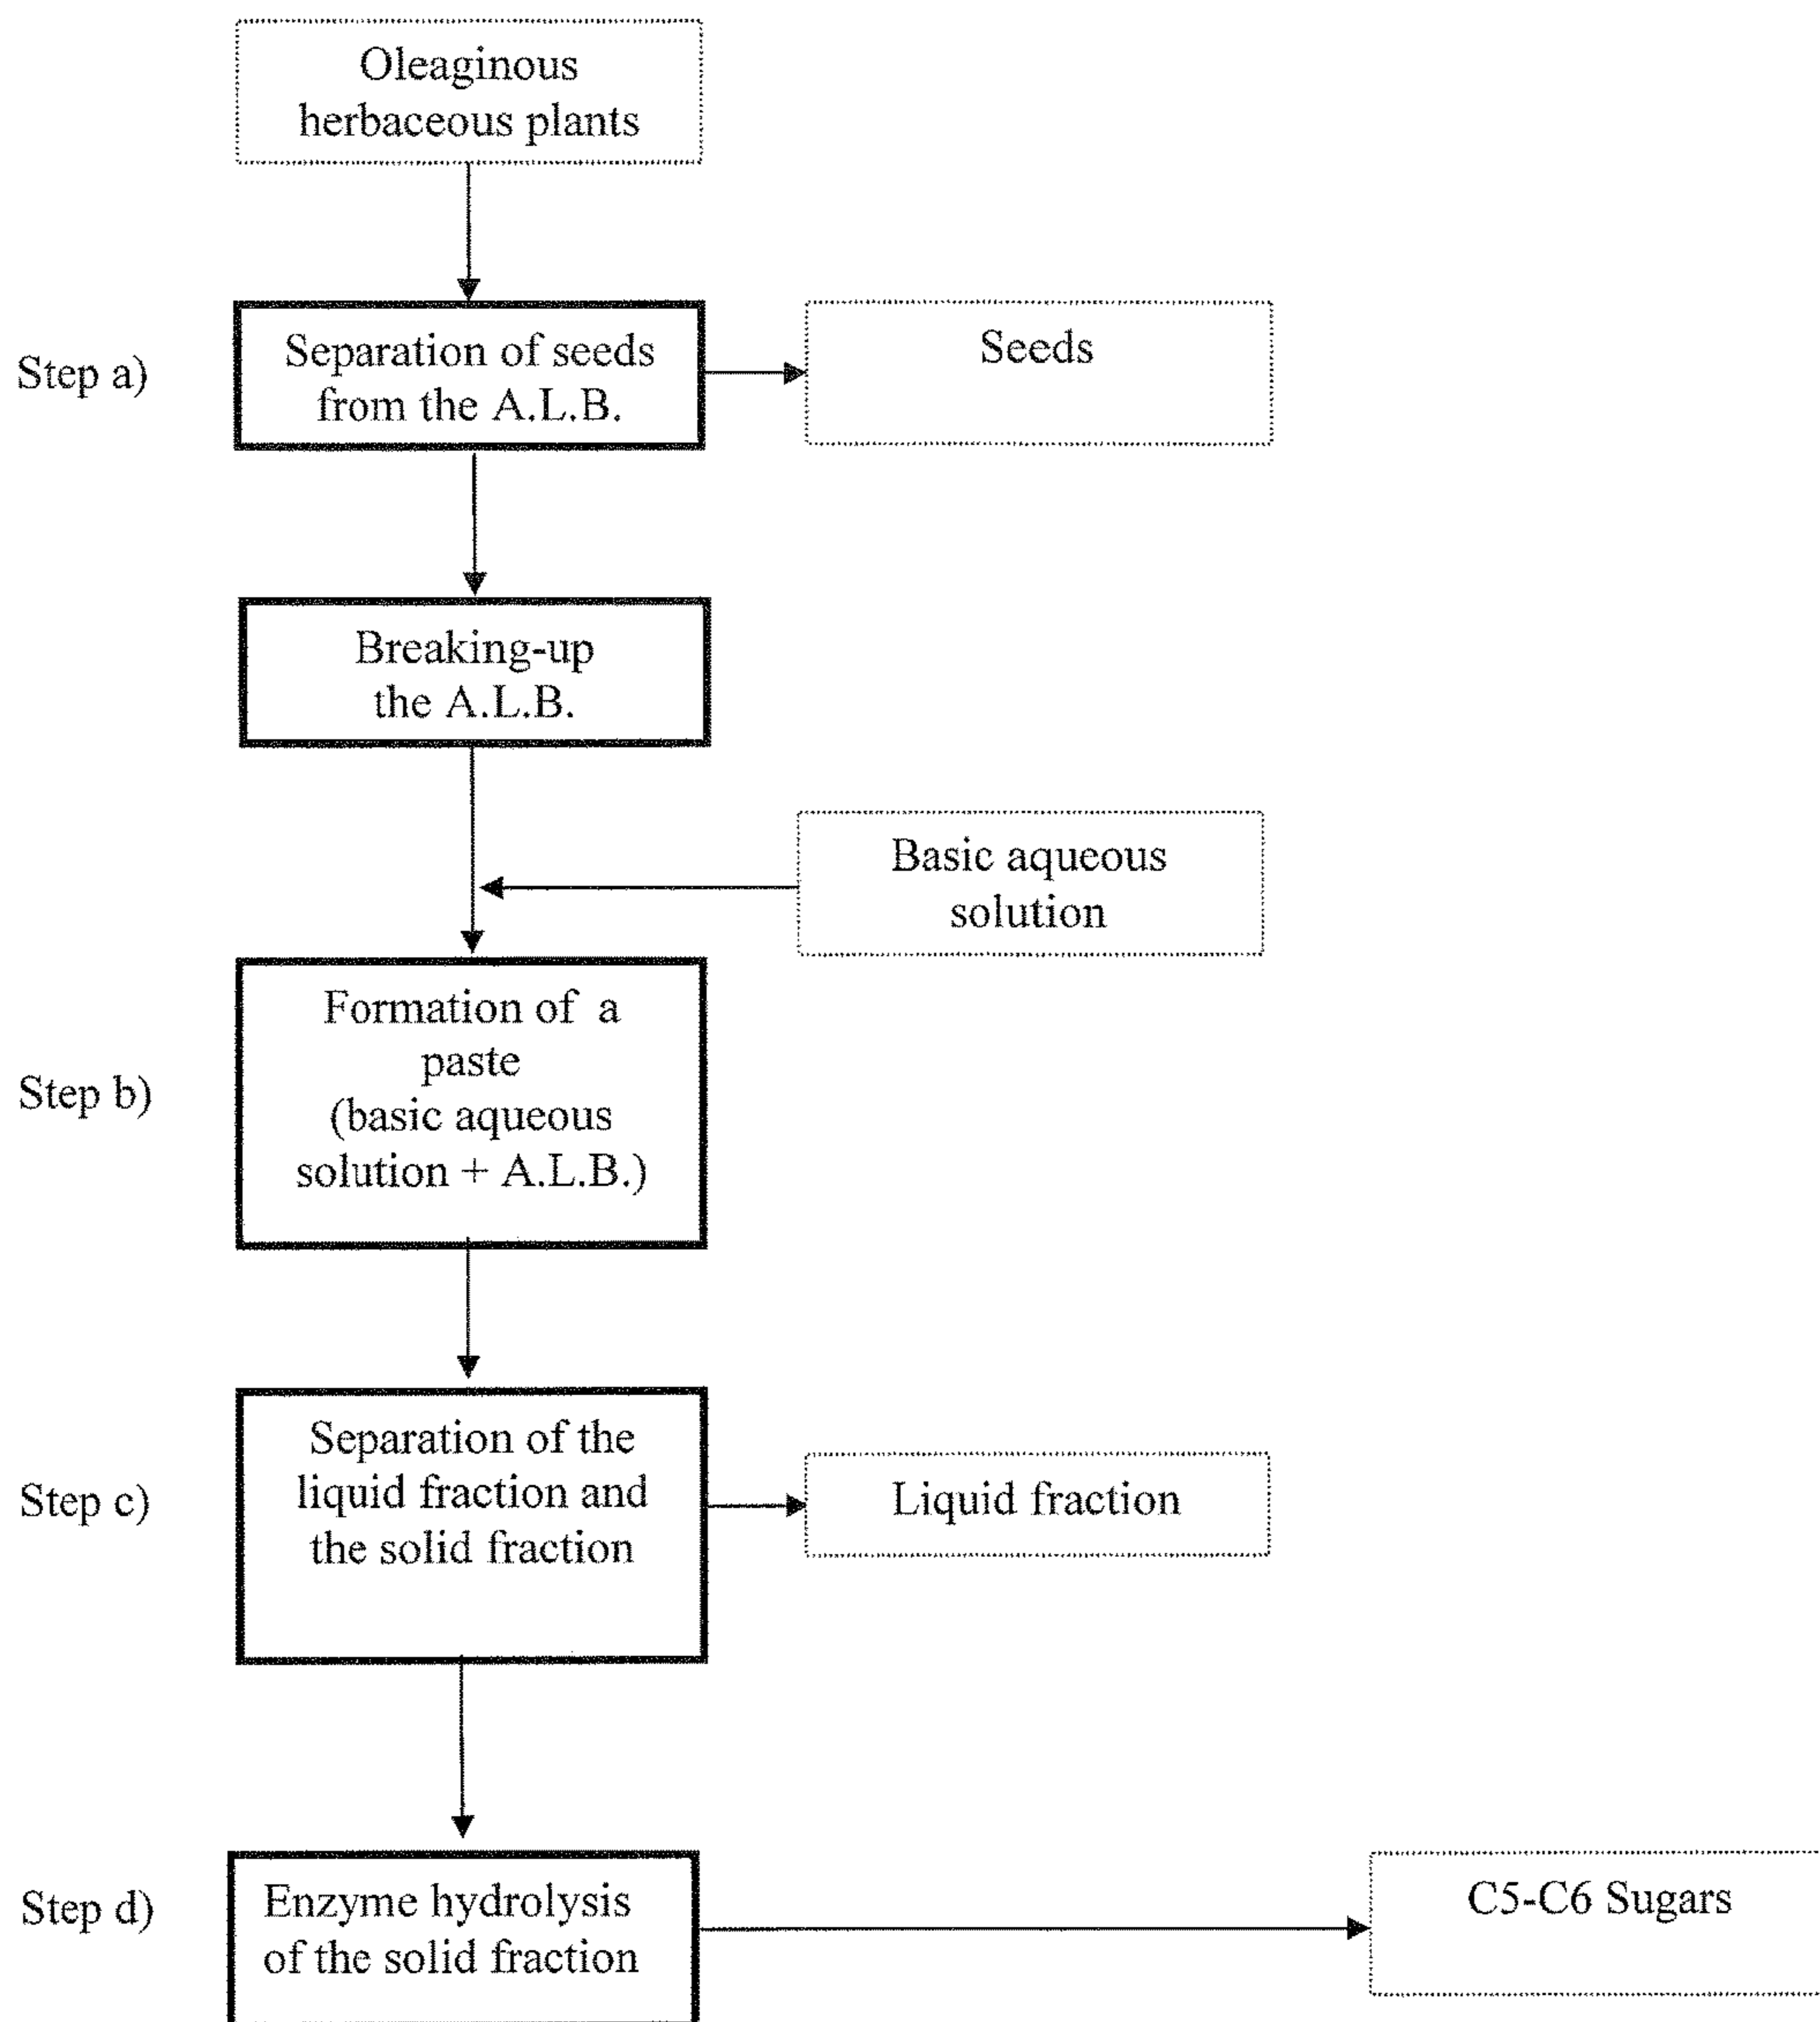 Oleaginous
herbaceous plants
Step a)
Separation of seeds
from the A.L.B.
Seeds
Breaking-up
the A.L.B.
Basic aqueous
solution
Step b)
Formation of a
paste
(basic aqueous
solution + A.L.B.)
Step c)
Separation of the
liquid fraction and
the solid fraction
Liquid fraction
Step d)
Enzyme hydrolysis
of the solid fraction
C5-C6 Sugars